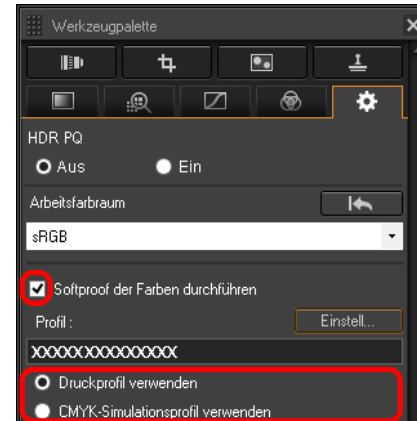 Werkzeugpalette
HDR PQ
Aus Ein
Arbeitsfarbraum
sRGB
Softproof der Farben durchführen
Profil :
Einstell...
XXXXXXXXXXXXXX
Druckprofil verwenden
CMYK-Simulationsprofil verwenden